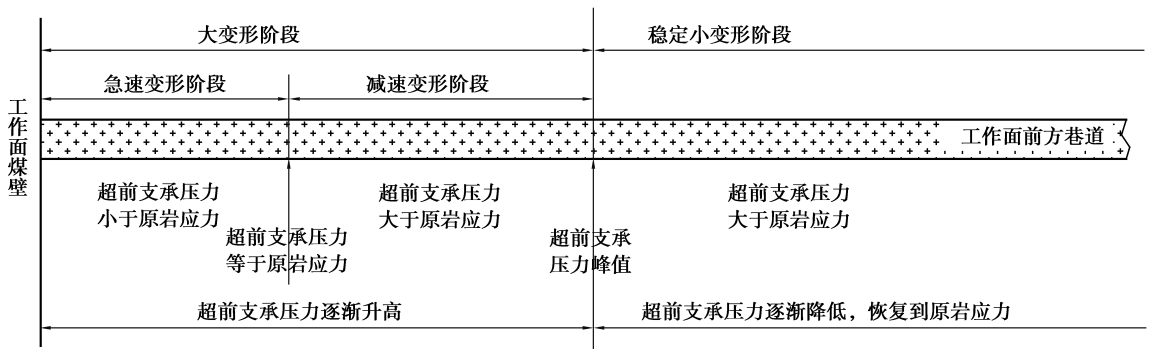 大变形阶段
稳定小变形阶段
急速变形阶段
减速变形阶段
工作面煤壁
工作面前方巷道
超前支承压力
小于原岩应力
超前支承压力
大于原岩应力
超前支承压力
大于原岩应力
超前支承压力
等于原岩应力
超前支承
压力峰值
超前支承压力逐渐升高
超前支承压力逐渐降低，恢复到原岩应力